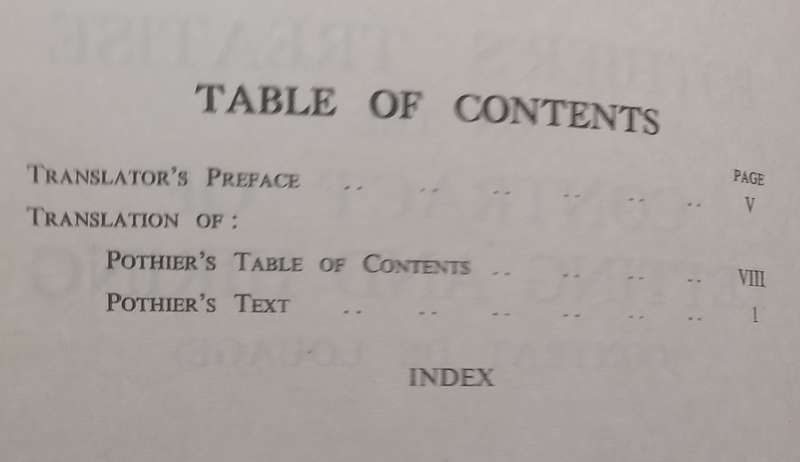 TABLE OF CONTENTS
PAGE
TRANSLATOR'S PREFACE .. .. .. .. .. .. V
TRANSLATION OF:
POTHIER'S TABLE OF CONTENTS .. .. .. .. VIII
POTHIER'S TEXT .. .. .. .. .. .. 1
INDEX